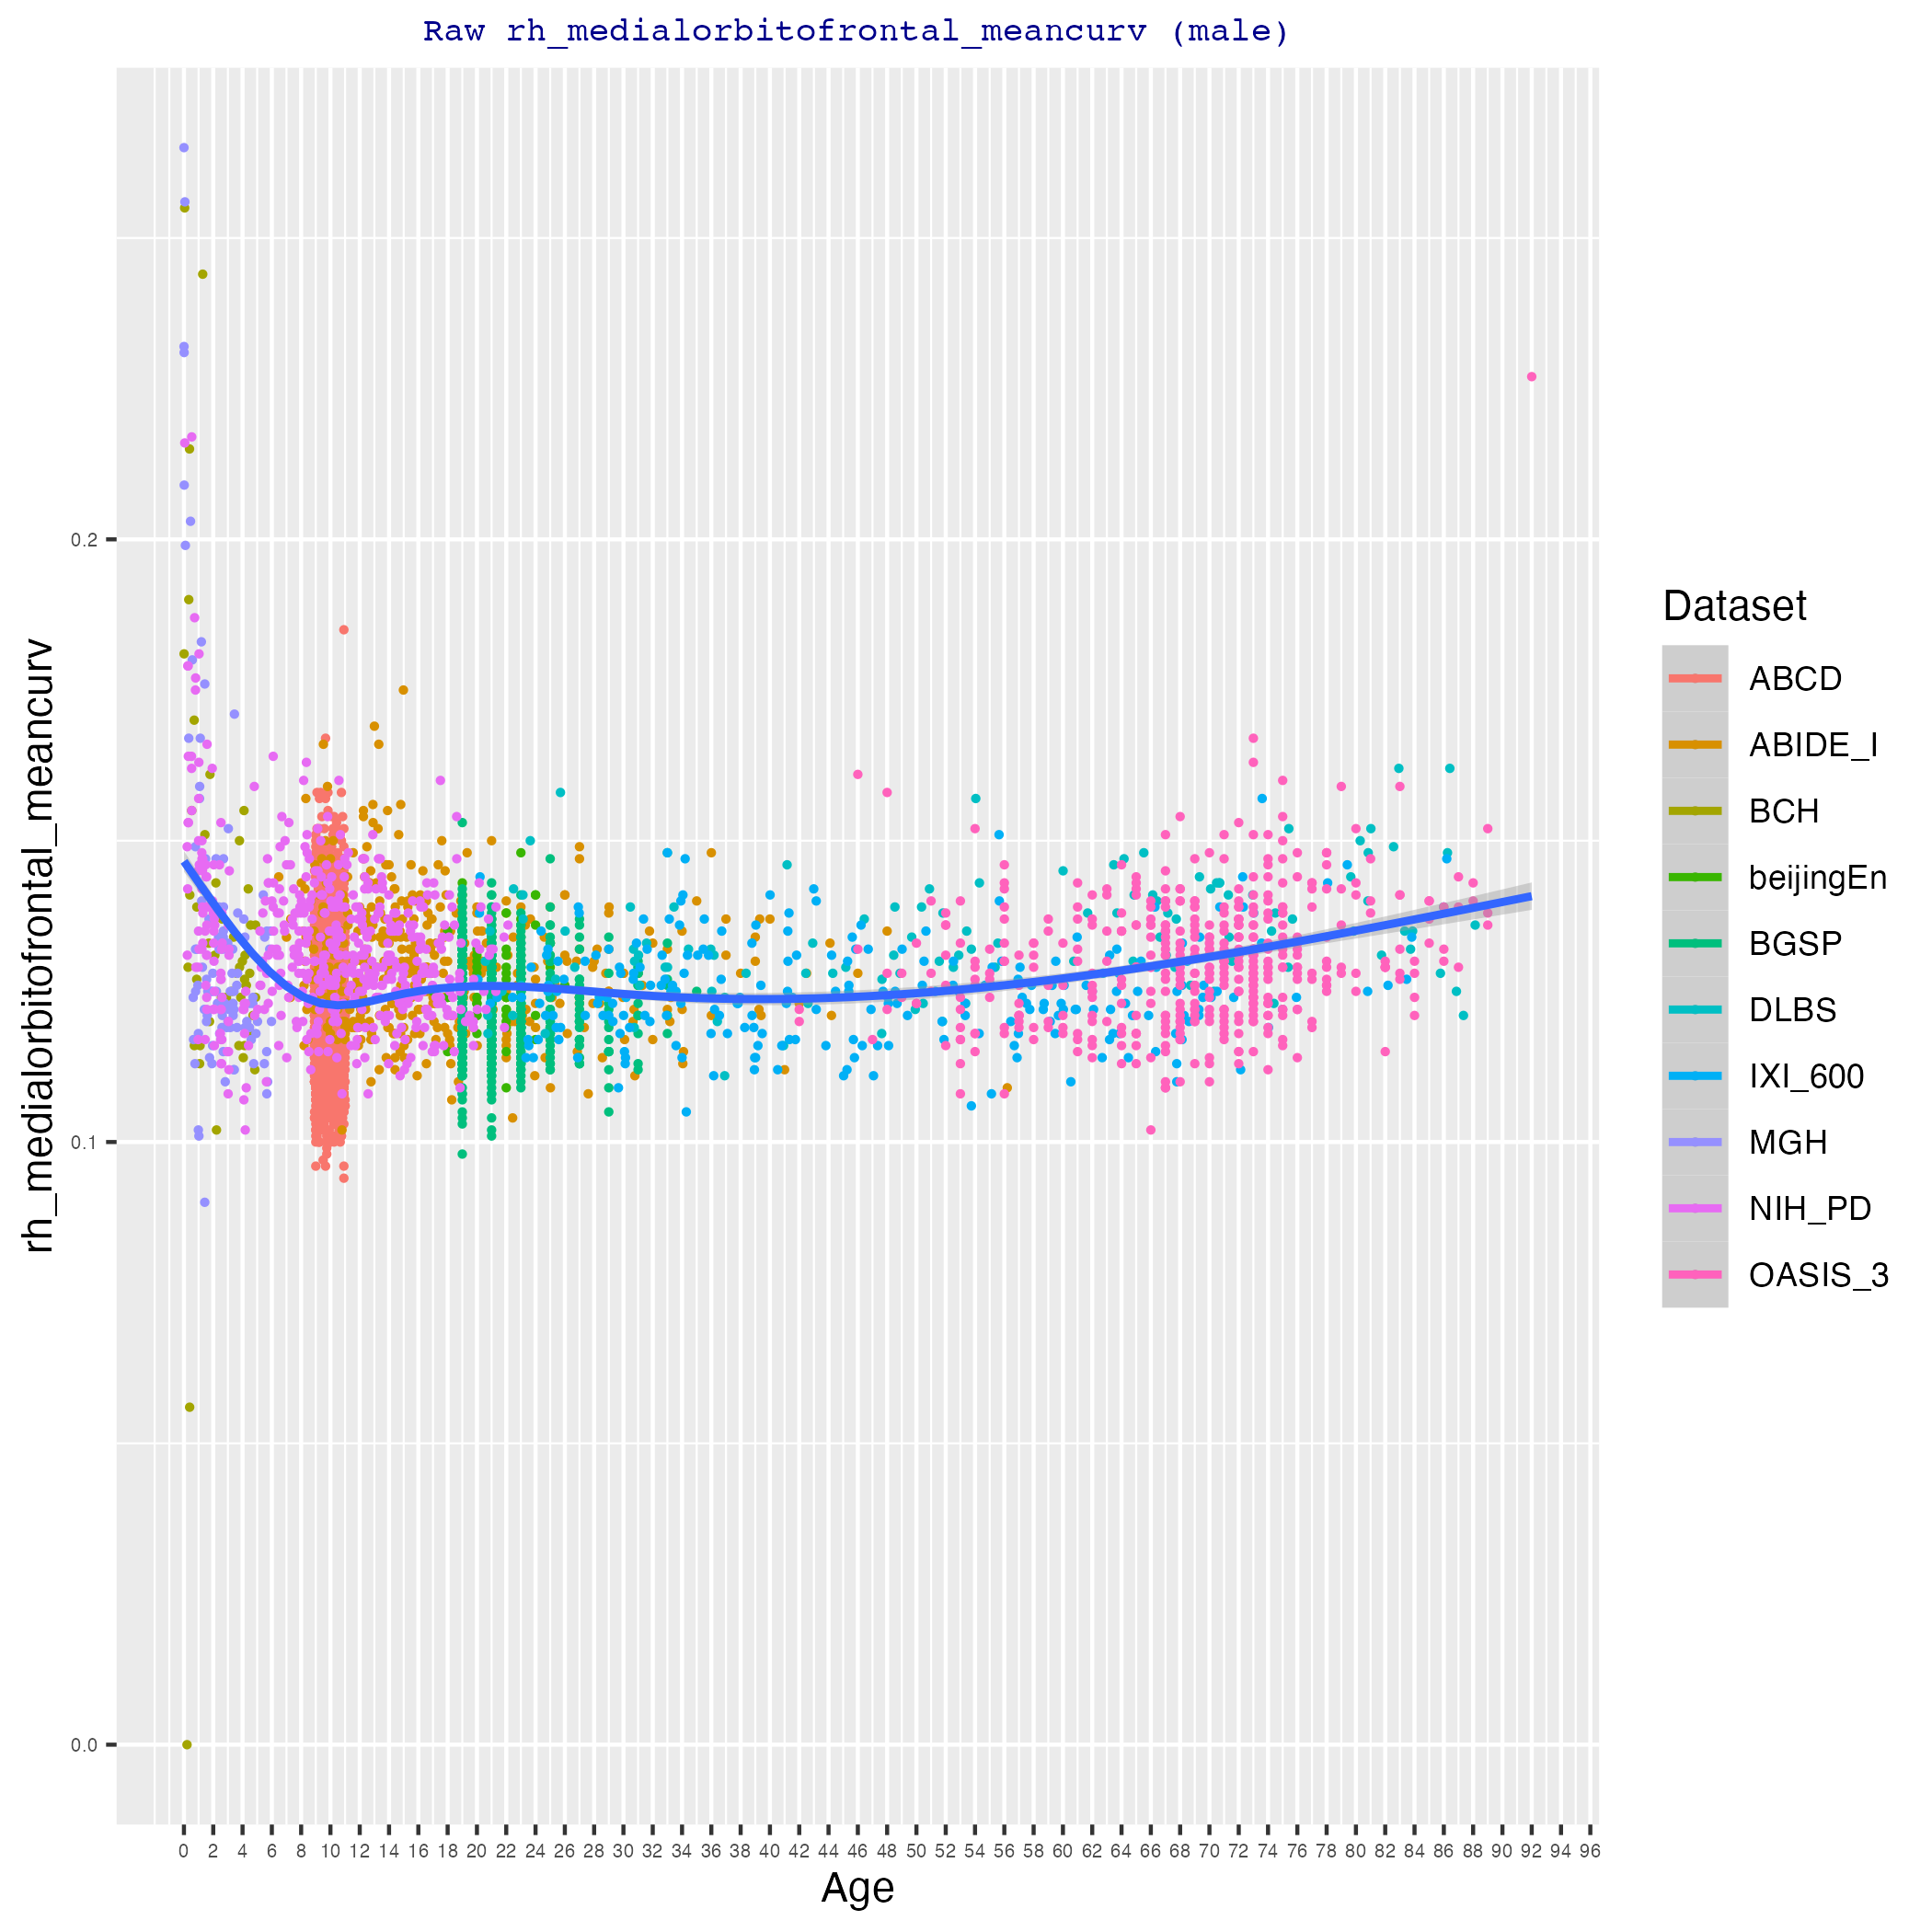 Raw rh_medialorbitofrontal_meancurv (male)
rh_medialorbitofrontal_meancurv
0.2
0.1
0.0
0 2 4 6 8 10 12 14 16 18 20 22 24 26 28 30 32 34 36 38 40 42 44 46 48 50 52 54 56 58 60 62 64 66 68 70 72 74 76 78 80 82 84 86 88 90 92 94 96
Age
Dataset
ABCD
ABIDE_I
BCH
beijingEn
BGSP
DLBS
IXI_600
MGH
NIH_PD
OASIS_3